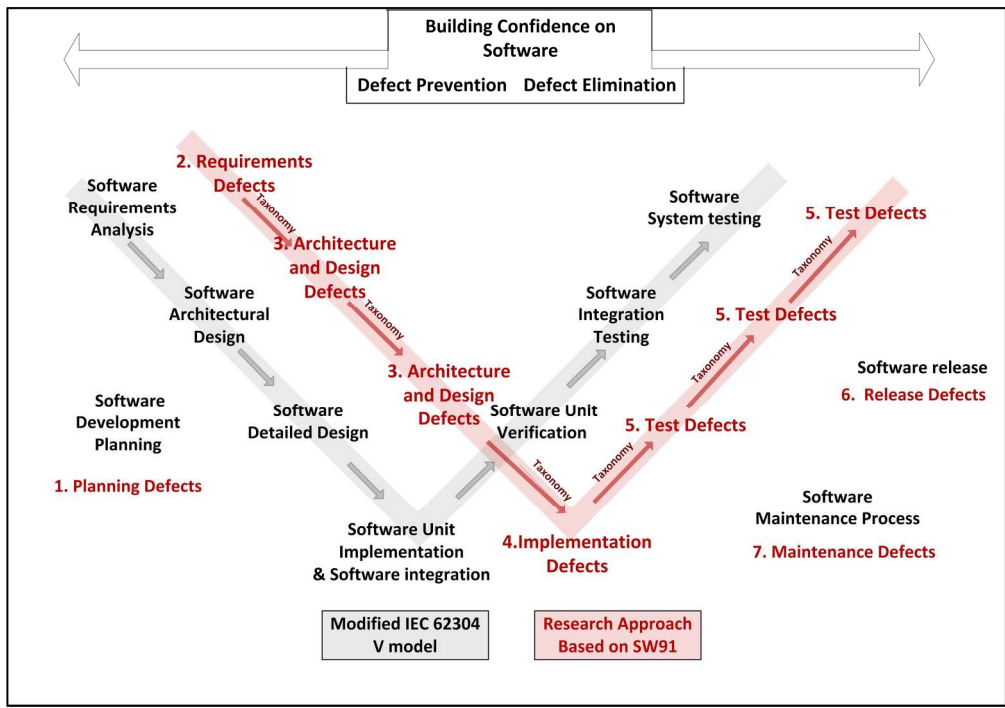 Building Confidence on
Software
Defect Prevention Defect Elimination
2. Requirements
Defects
Software
Requirements
Analysis
Taxonomy
3. Architecture
and Design
Defects
Software
Architectural
Design
Taxonomy
3. Architecture
and Design
Defects
Software
Detailed Design
Software
Development
Planning
1. Planning Defects
Taxonomy
Software Unit
Implementation
& Software integration
4.Implementation
Defects
Software Unit
Verification
Software
Integration
Testing
Software
System testing
Taxonomy
5. Test Defects
Taxonomy
5. Test Defects
Taxonomy
5. Test Defects
Software release
6. Release Defects
Software
Maintenance Process
7. Maintenance Defects
Modified IEC 62304
V model
Research Approach
Based on SW91